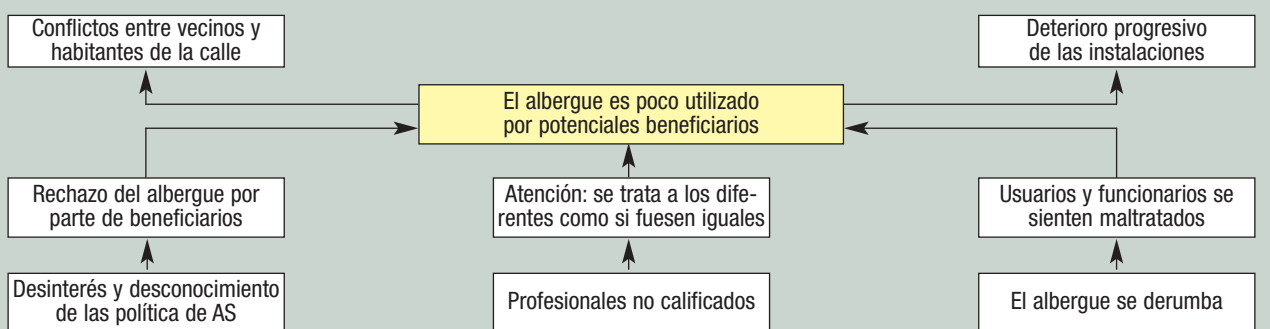 Conflictos entre vecinos y
habitantes de la calle
Deterioro progresivo
de las instalaciones
El albergue es poco utilizado
por potenciales beneficiarios
Rechazo del albergue por
parte de beneficiarios
Atención: se trata a los dife-
rentes como si fuesen iguales
Usuarios y funcionarios se
sienten maltratados
Desinterés y desconocimiento
de las política de AS
Profesionales no calificados
El albergue se derumba